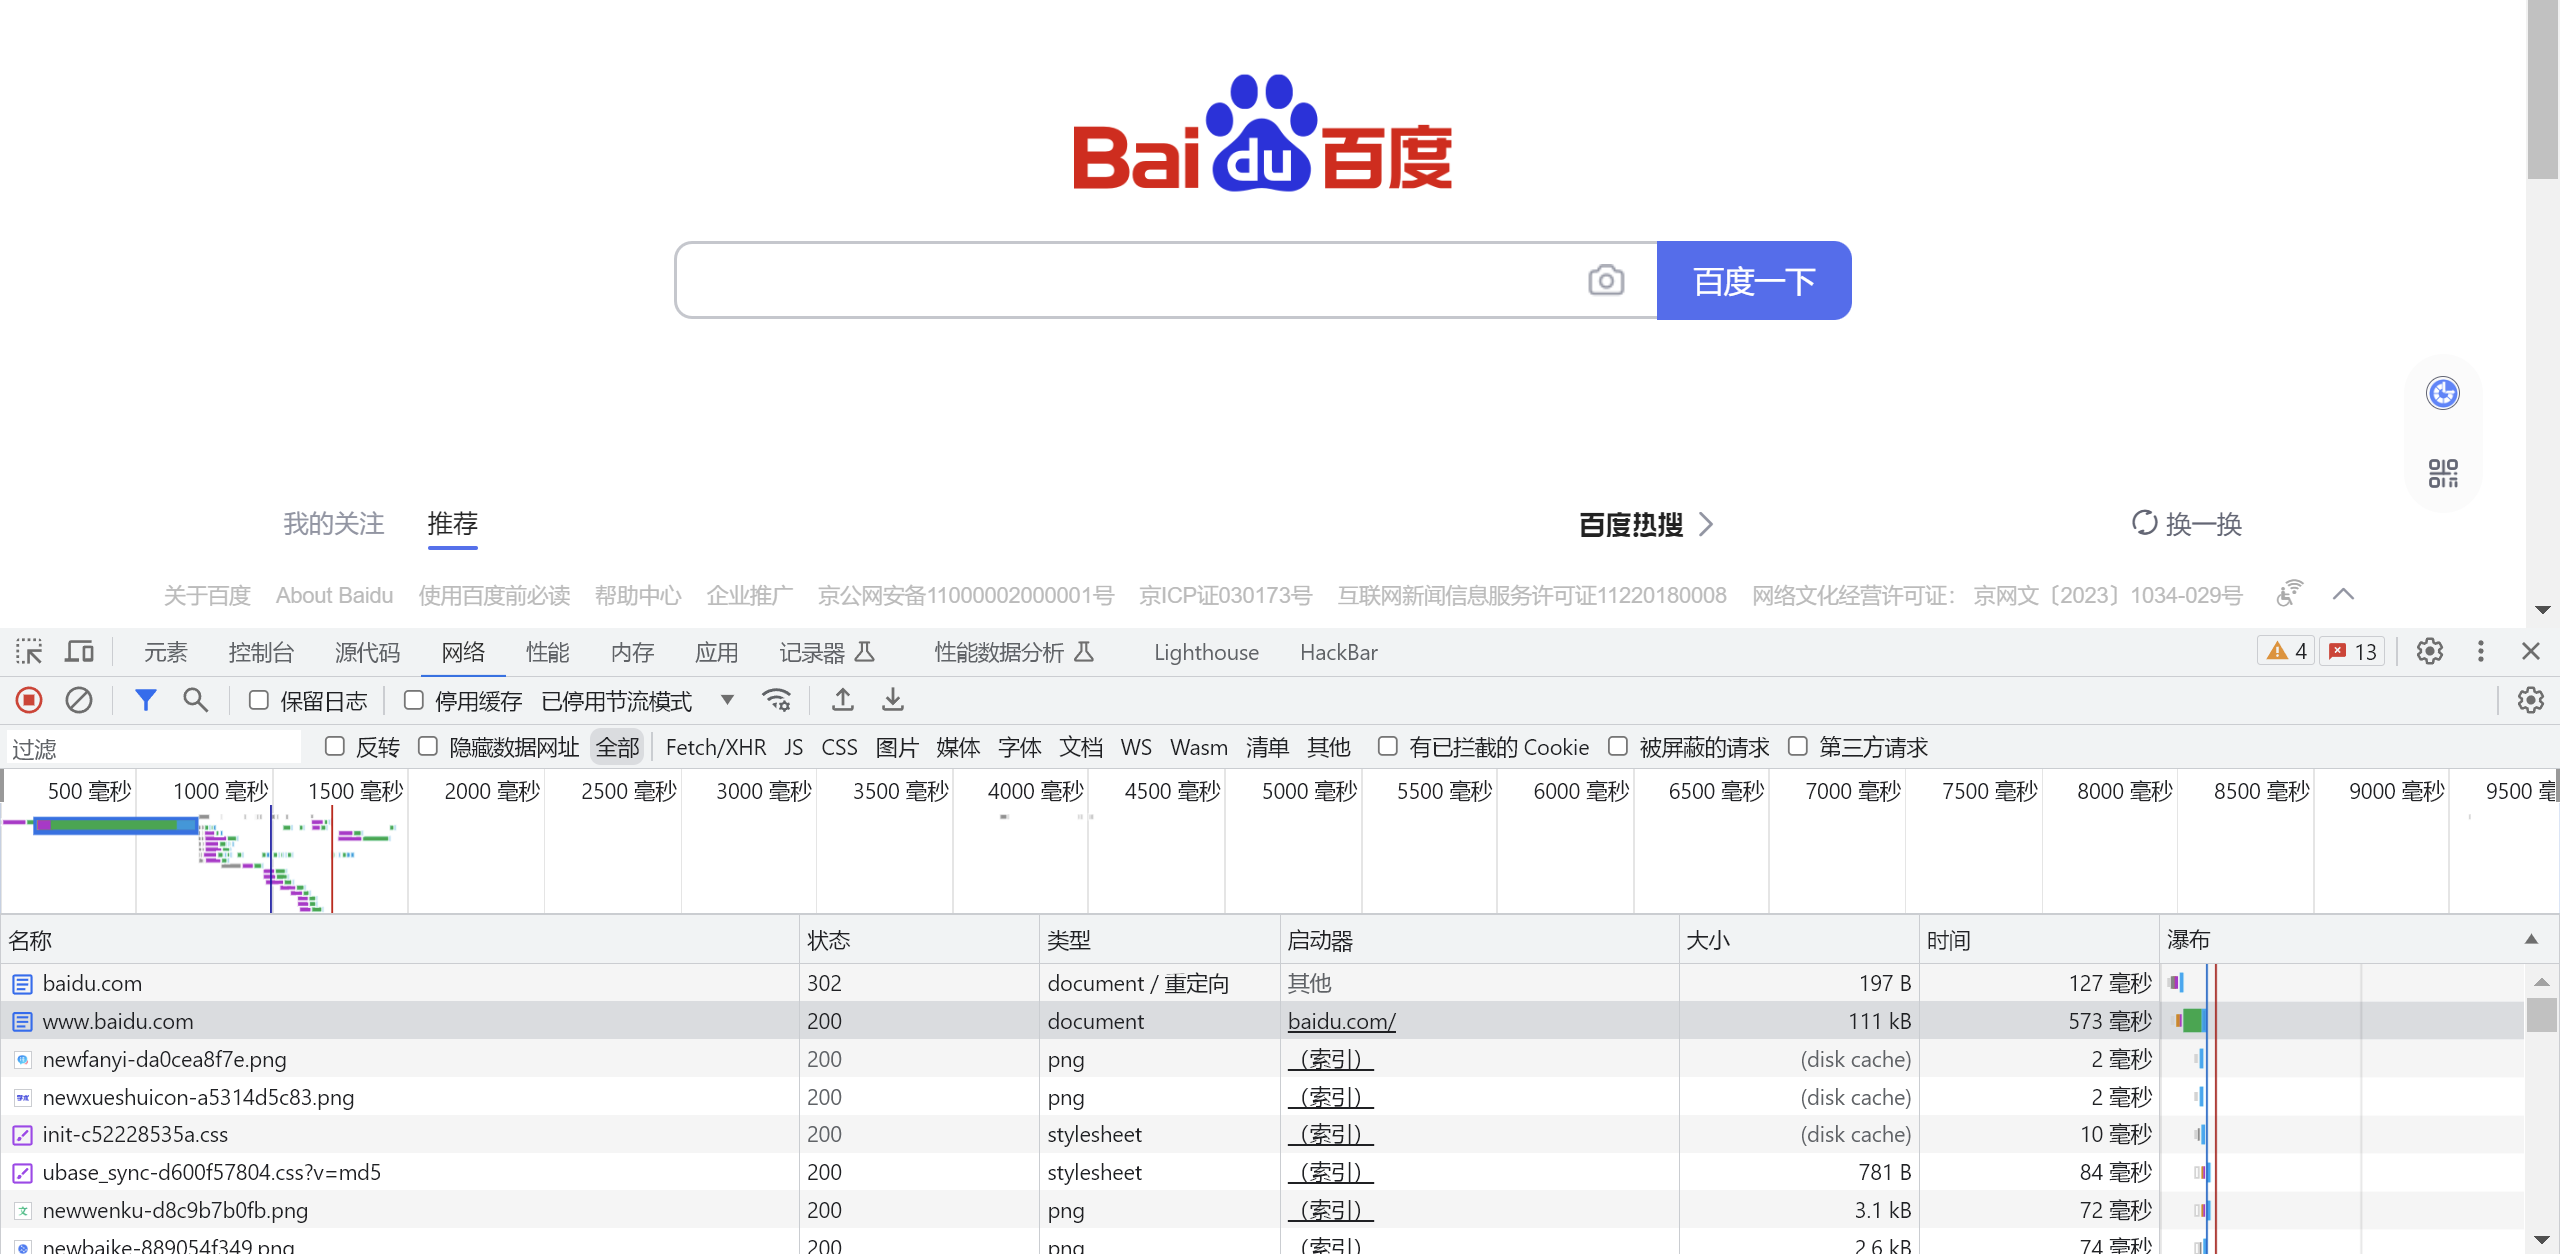 Bai du 百度
百度一下
我的关注 推荐 百度热搜 换一换
关于百度 About Baidu 使用百度前必读 帮助中心 企业推广 京公网安备11000002000001号 京ICP证030173号 互联网新闻信息服务许可证11220180008 网络文化经营许可证： 京网文〔2023〕1034-029号
元素 控制台 源代码 网络 性能 内存 应用 记录器 性能数据分析 Lighthouse HackBar 4 13
保留日志 停用缓存 已停用节流模式
过滤 反转 隐藏数据网址 全部 Fetch/XHR JS CSS 图片 媒体 字体 文档 WS Wasm 清单 其他 有已拦截的 Cookie 被屏蔽的请求 第三方请求
500 毫秒 1000 毫秒 1500 毫秒 2000 毫秒 2500 毫秒 3000 毫秒 3500 毫秒 4000 毫秒 4500 毫秒 5000 毫秒 5500 毫秒 6000 毫秒 6500 毫秒 7000 毫秒 7500 毫秒 8000 毫秒 8500 毫秒 9000 毫秒 9500 毫
名称 状态 类型 启动器 大小 时间 瀑布
baidu.com 302 document / 重定向 其他 197 B 127 毫秒
www.baidu.com 200 document baidu.com/ 111 kB 573 毫秒
newfanyi-da0cea8f7e.png 200 png （索引） (disk cache) 2 毫秒
newxueshuicon-a5314d5c83.png 200 png （索引） (disk cache) 2 毫秒
init-c52228535a.css 200 stylesheet （索引） (disk cache) 10 毫秒
ubase_sync-d600f57804.css?v=md5 200 stylesheet （索引） 781 B 84 毫秒
newwenku-d8c9b7b0fb.png 200 png （索引） 3.1 kB 72 毫秒
newbaike-889054f349.png 200 png （索引） 2.6 kB 74 毫秒